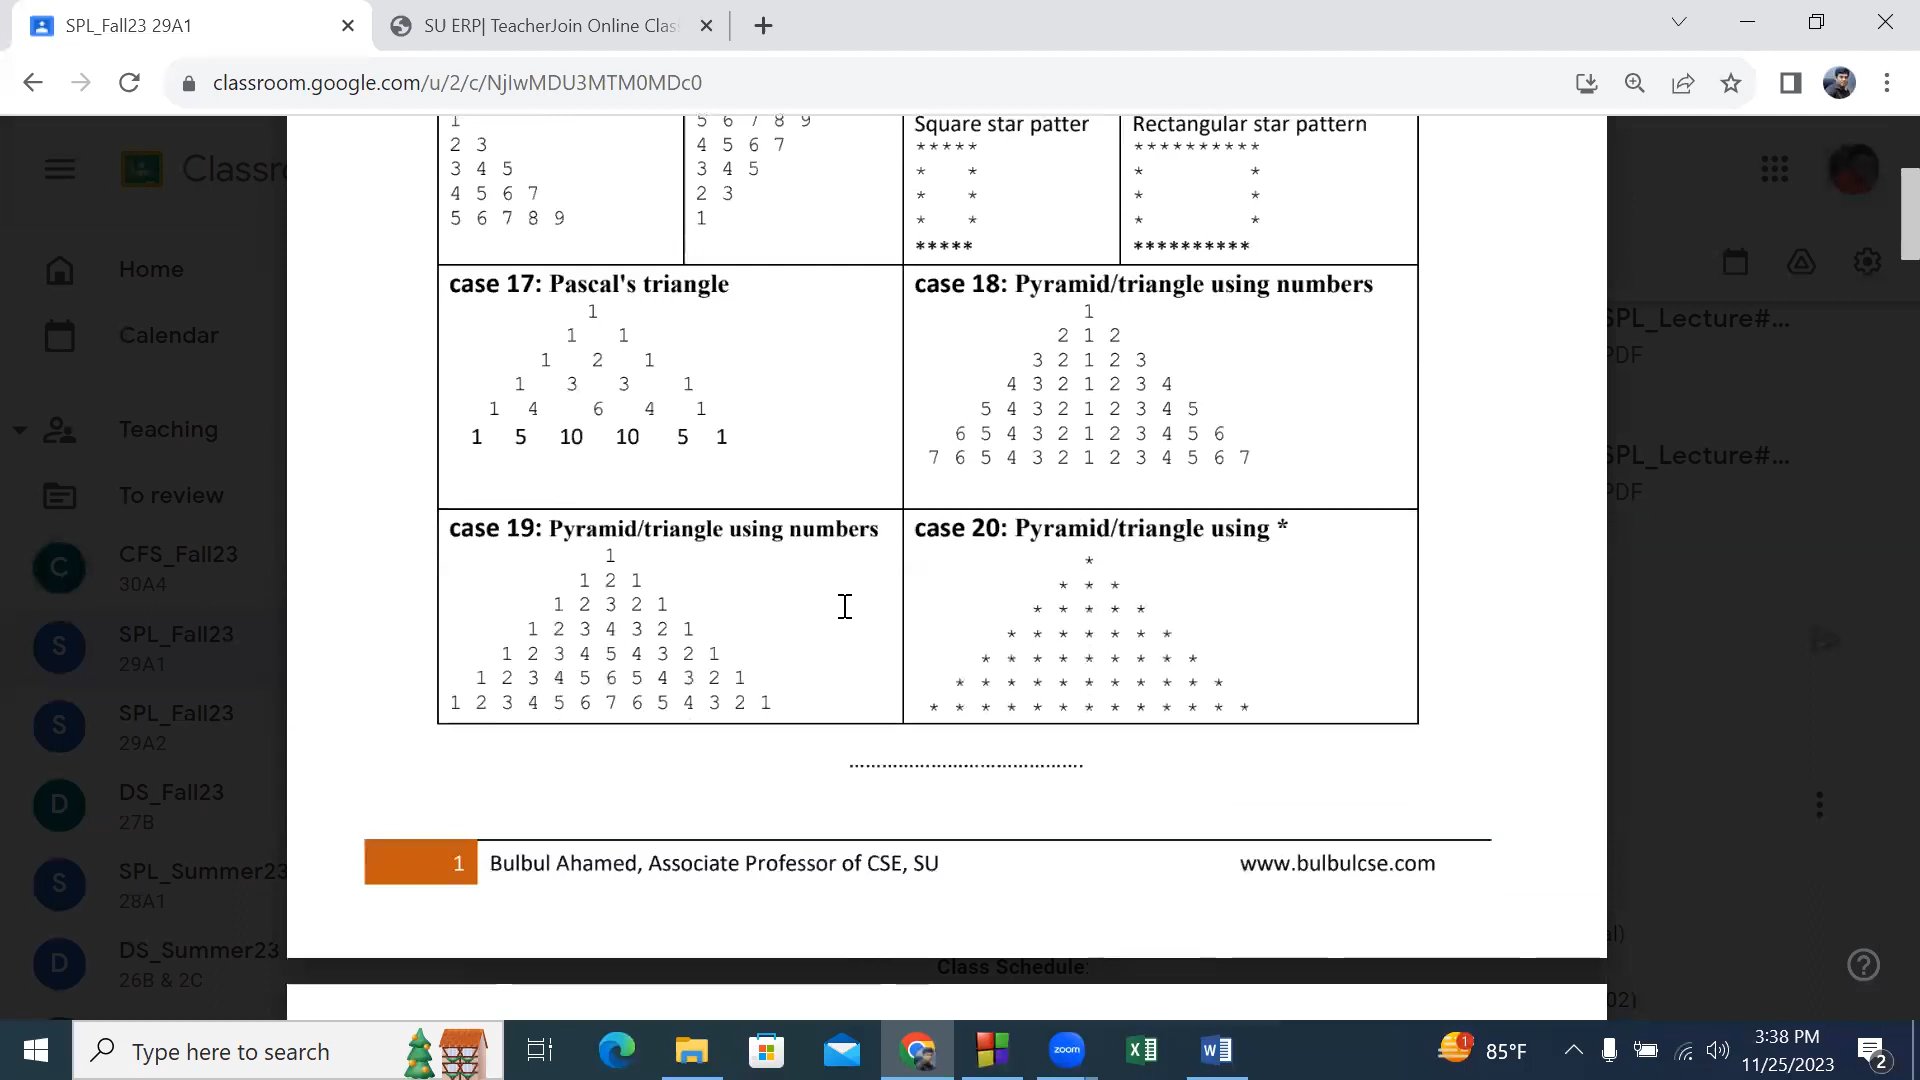 SPL_Fall23 29A1
SU ERP| TeacherJoin Online Clas
classroom.google.com/u/2/c/NjIwMDU3MTM0MDc0
Classr
Home
Calendar
Teaching
To review
C CFS_Fall23
30A4
S SPL_Fall23
29A1
S SPL_Fall23
29A2
D DS_Fall23
27B
S SPL_Summer23
28A1
D DS_Summer23
26B & 2C
1
2 3
3 4 5
4 5 6 7
5 6 7 8 9
5 6 7 8 9
4 5 6 7
3 4 5
2 3
1
Square star patter
*****
*   *
*   *
*   *
*****
Rectangular star pattern
**********
*        *
*        *
*        *
**********
case 17: Pascal's triangle
1
1 1
1 2 1
1 3 3 1
1 4 6 4 1
1 5 10 10 5 1
case 18: Pyramid/triangle using numbers
1
2 1 2
3 2 1 2 3
4 3 2 1 2 3 4
5 4 3 2 1 2 3 4 5
6 5 4 3 2 1 2 3 4 5 6
7 6 5 4 3 2 1 2 3 4 5 6 7
case 19: Pyramid/triangle using numbers
1
1 2 1
1 2 3 2 1
1 2 3 4 3 2 1
1 2 3 4 5 4 3 2 1
1 2 3 4 5 6 5 4 3 2 1
1 2 3 4 5 6 7 6 5 4 3 2 1
case 20: Pyramid/triangle using *
*
* * *
* * * * *
* * * * * * *
* * * * * * * * *
* * * * * * * * * * *
* * * * * * * * * * * * *
1 Bulbul Ahamed, Associate Professor of CSE, SU www.bulbulcse.com
SPL_Lecture#...
PDF
SPL_Lecture#...
PDF
al)
Class Schedule:
02)
Type here to search
zoom
1
85°F
3:38 PM
11/25/2023
2